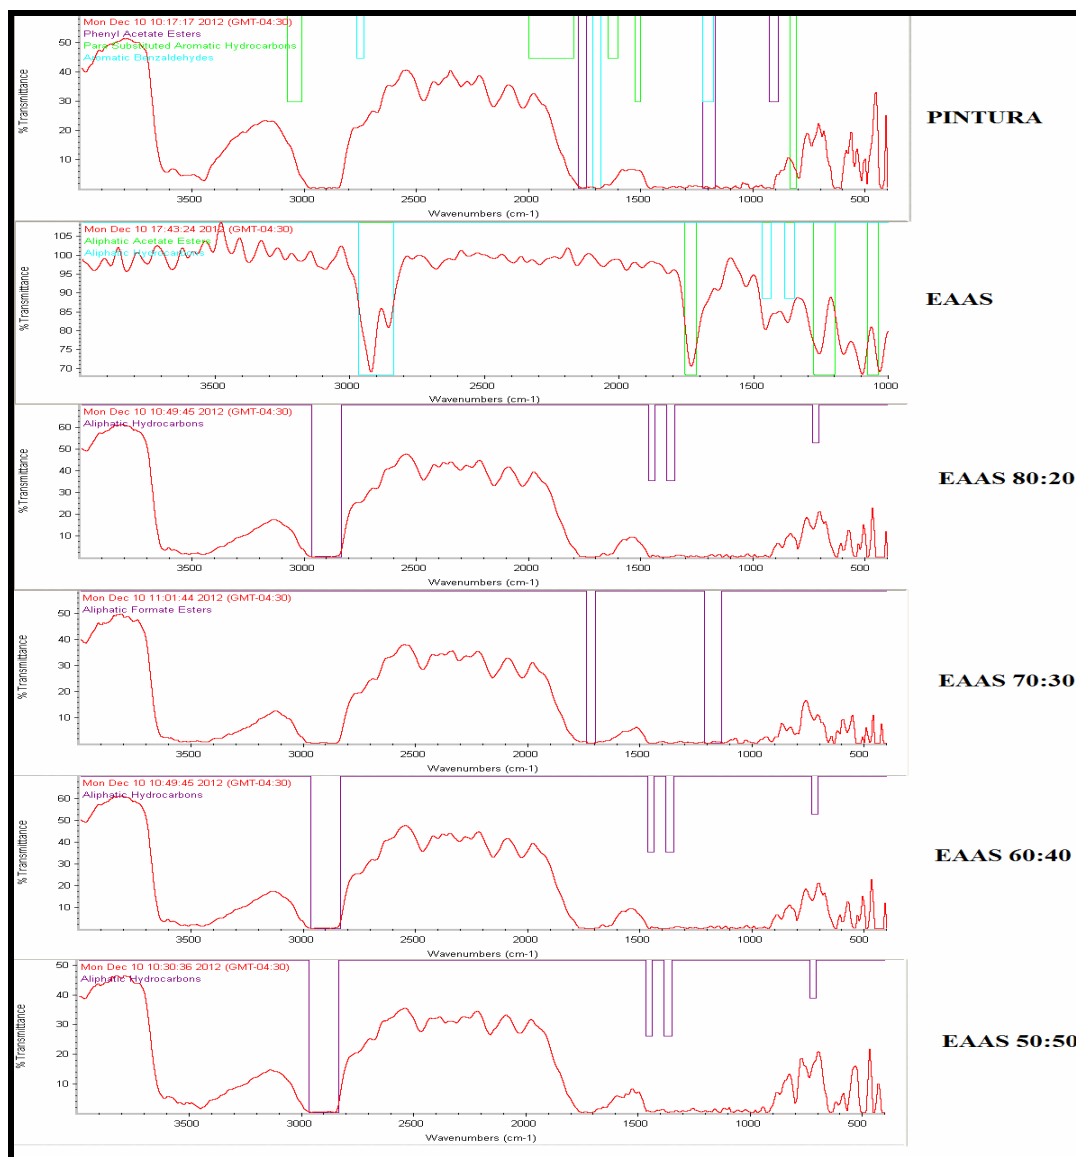 Mon Dec 10 10:17:17 2012 (GMT-04:30)
Phenyl Acetate Esters
Para Substituted Aromatic Hydrocarbons
Aromatic Benzaldehydes
50
40
30
20
10
%Transmittance
3500 3000 2500 2000 1500 1000 500
Wavenumbers (cm-1)
PINTURA
Mon Dec 10 17:43:24 2012 (GMT-04:30)
Aliphatic Acetate Esters
Aliphatic Hydrocarbons
105
100
95
90
85
80
75
70
%Transmittance
3500 3000 2500 2000 1500 1000
Wavenumbers (cm-1)
EAAS
Mon Dec 10 10:49:45 2012 (GMT-04:30)
Aliphatic Hydrocarbons
60
50
40
30
20
10
%Transmittance
3500 3000 2500 2000 1500 1000 500
Wavenumbers (cm-1)
EAAS 80:20
Mon Dec 10 11:01:44 2012 (GMT-04:30)
Aliphatic Formate Esters
50
40
30
20
10
%Transmittance
3500 3000 2500 2000 1500 1000 500
Wavenumbers (cm-1)
EAAS 70:30
Mon Dec 10 10:49:45 2012 (GMT-04:30)
Aliphatic Hydrocarbons
60
50
40
30
20
10
%Transmittance
3500 3000 2500 2000 1500 1000 500
Wavenumbers (cm-1)
EAAS 60:40
Mon Dec 10 10:30:36 2012 (GMT-04:30)
Aliphatic Hydrocarbons
50
40
30
20
10
%Transmittance
3500 3000 2500 2000 1500 1000 500
Wavenumbers (cm-1)
EAAS 50:50